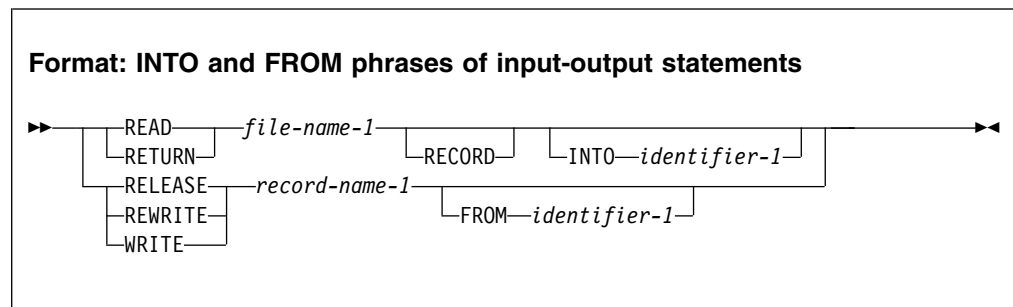 Format: INTO and FROM phrases of input-output statements
READ file-name-1 RECORD INTO identifier-1
RETURN
RELEASE record-name-1 FROM identifier-1
REWRITE
WRITE